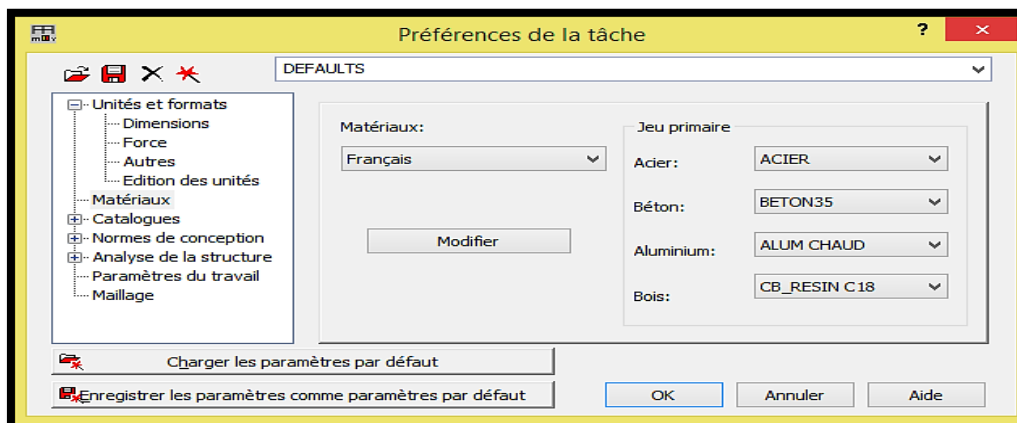 Préférences de la tâche
?
DEFAULTS
Unités et formats
Dimensions
Force
Autres
Edition des unités
Matériaux
Catalogues
Normes de conception
Analyse de la structure
Paramètres du travail
Maillage
Matériaux:
Français
Modifier
Jeu primaire
Acier: ACIER
Béton: BETON35
Aluminium: ALUM CHAUD
Bois: CB_RESIN C18
Charger les paramètres par défaut
Enregistrer les paramètres comme paramètres par défaut
OK Annuler Aide